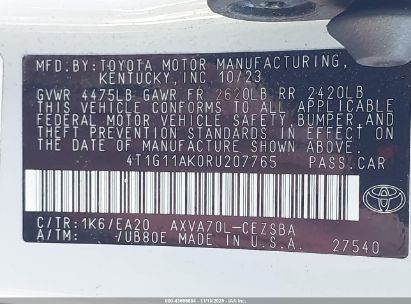 MFD. BY: TOYOTA MOTOR MANUFACTURING,
KENTUCKY, INC. 10/23
GVWR 4475LB GAWR FR 2620LB RR 2420LB
THIS VEHICLE CONFORMS TO ALL APPLICABLE
FEDERAL MOTOR VEHICLE SAFETY, BUMPER, AND
THEFT PREVENTION STANDARDS IN EFFECT ON
THE DATE OF MANUFACTURE SHOWN ABOVE.
4T1G11AK0RU207765 PASS.CAR
TOYOTA
C/TR:1K6/EA20 AXVA70L-CEZSBA
A/TM: -/UB80E MADE IN U.S.A. 27540